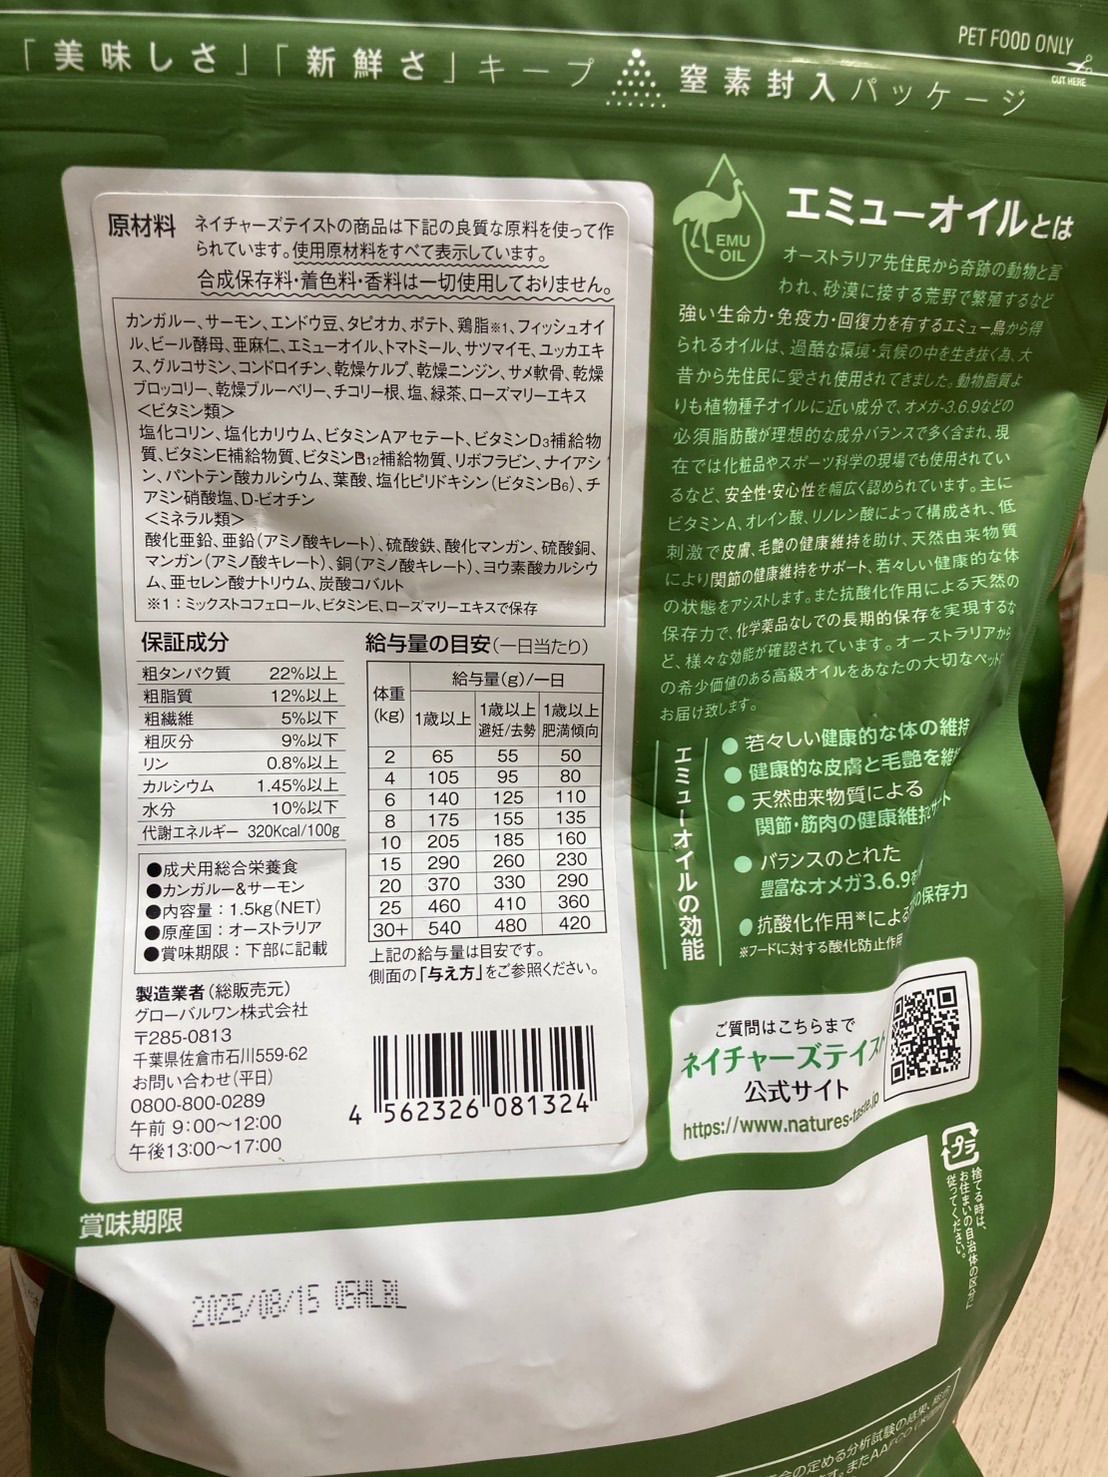 PET FOOD ONLY
CUT HERE
「美味しさ」「新鮮さ」キープ 窒素封入パッケージ
原材料 ネイチャーズテイストの商品は下記の良質な原料を使って作
られています。使用原材料をすべて表示しています。
合成保存料・着色料・香料は一切使用しておりません。
カンガルー、サーモン、エンドウ豆、タピオカ、ポテト、鶏脂※1、フィッシュオイ
ル、ビール酵母、亜麻仁、エミューオイル、トマトミール、サツマイモ、ユッカエキ
ス、グルコサミン、コンドロイチン、乾燥ケルプ、乾燥ニンジン、サメ軟骨、乾燥
ブロッコリー、乾燥ブルーベリー、チコリー根、塩、緑茶、ローズマリーエキス
＜ビタミン類＞
塩化コリン、塩化カリウム、ビタミンAアセテート、ビタミンD3補給物
質、ビタミンE補給物質、ビタミンB12補給物質、リボフラビン、ナイアシ
ン、パントテン酸カルシウム、葉酸、塩化ピリドキシン（ビタミンB6）、チ
アミン硝酸塩、D-ビオチン
＜ミネラル類＞
酸化亜鉛、亜鉛（アミノ酸キレート）、硫酸鉄、酸化マンガン、硫酸銅、
マンガン（アミノ酸キレート）、銅（アミノ酸キレート）、ヨウ素酸カルシウ
ム、亜セレン酸ナトリウム、炭酸コバルト
※1：ミックストコフェロール、ビタミンE、ローズマリーエキスで保存
保証成分
粗タンパク質 22%以上
粗脂質 12%以上
粗繊維 5%以下
粗灰分 9%以下
リン 0.8%以上
カルシウム 1.45%以上
水分 10%以下
代謝エネルギー 320Kcal/100g
●成犬用総合栄養食
●カンガルー&サーモン
●内容量：1.5kg(NET)
●原産国：オーストラリア
●賞味期限：下部に記載
製造業者（総販売元）
グローバルワン株式会社
〒285-0813
千葉県佐倉市石川559-62
お問い合わせ（平日）
0800-800-0289
午前 9:00～12:00
午後13:00～17:00
給与量の目安（一日当たり）
体重(kg) 給与量(g)/一日
1歳以上 1歳以上 避妊/去勢 1歳以上 肥満傾向
2 65 55 50
4 105 95 80
6 140 125 110
8 175 155 135
10 205 185 160
15 290 260 230
20 370 330 290
25 460 410 360
30+ 540 480 420
上記の給与量は目安です。
側面の「与え方」をご参照ください。
4 562326 081324
EMU
OIL
エミューオイルとは
オーストラリア先住民から奇跡の動物と言
われ、砂漠に接する荒野で繁殖するなど
強い生命力・免疫力・回復力を有するエミュー鳥から得
られるオイルは、過酷な環境・気候の中を生き抜く為、大
昔から先住民に愛され使用されてきました。動物脂質よ
りも植物種子オイルに近い成分で、オメガ-3.6.9などの
必須脂肪酸が理想的な成分バランスで多く含まれ、現
在では化粧品やスポーツ科学の現場でも使用されてい
るなど、安全性・安心性を幅広く認められています。主に
ビタミンA、オレイン酸、リノレン酸によって構成され、低
刺激で皮膚、毛艶の健康維持を助け、天然由来物質
により関節の健康維持をサポート、若々しい健康的な体
の状態をアシストします。また抗酸化作用による天然の
保存力で、化学薬品なしでの長期的保存を実現するな
ど、様々な効能が確認されています。オーストラリアから
の希少価値のある高級オイルをあなたの大切なペットに
お届け致します。
エミューオイルの効能
●若々しい健康的な体の維持
●健康的な皮膚と毛艶を維
●天然由来物質による
関節・筋肉の健康維持サポート
●バランスのとれた
豊富なオメガ3.6.9
●抗酸化作用※による の保存力
※フードに対する酸化防止作用
ご質問はこちらまで
ネイチャーズテイスト
公式サイト
https://www.natures-taste.jp
プラ
捨てる時は、
お住まいの自治体の区分に
従ってください。
賞味期限
2025/08/15
の定める分析試験の結果、